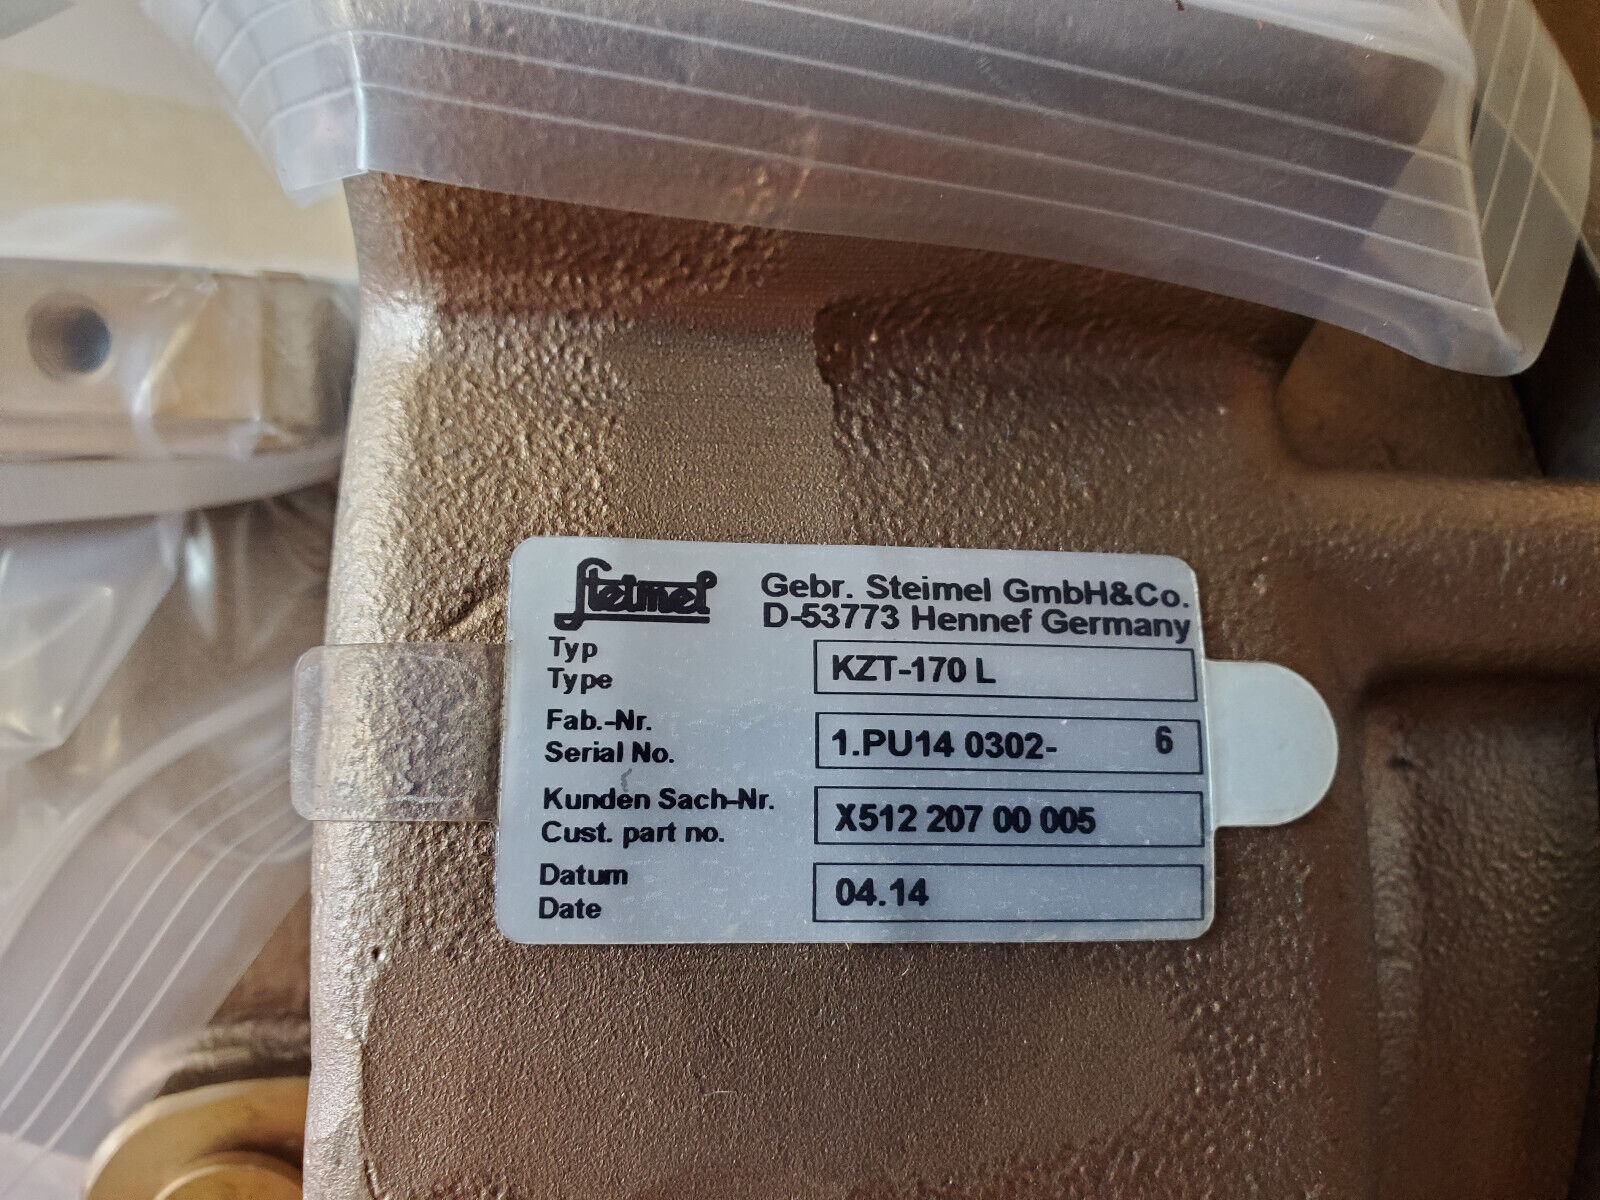 Steimel
Gebr. Steimel GmbH&Co.
D-53773 Hennef Germany
Typ
Type
KZT-170 L
Fab.-Nr.
Serial No.
1.PU14 0302- 6
Kunden Sach-Nr.
Cust. part no.
X512 207 00 005
Datum
Date
04.14